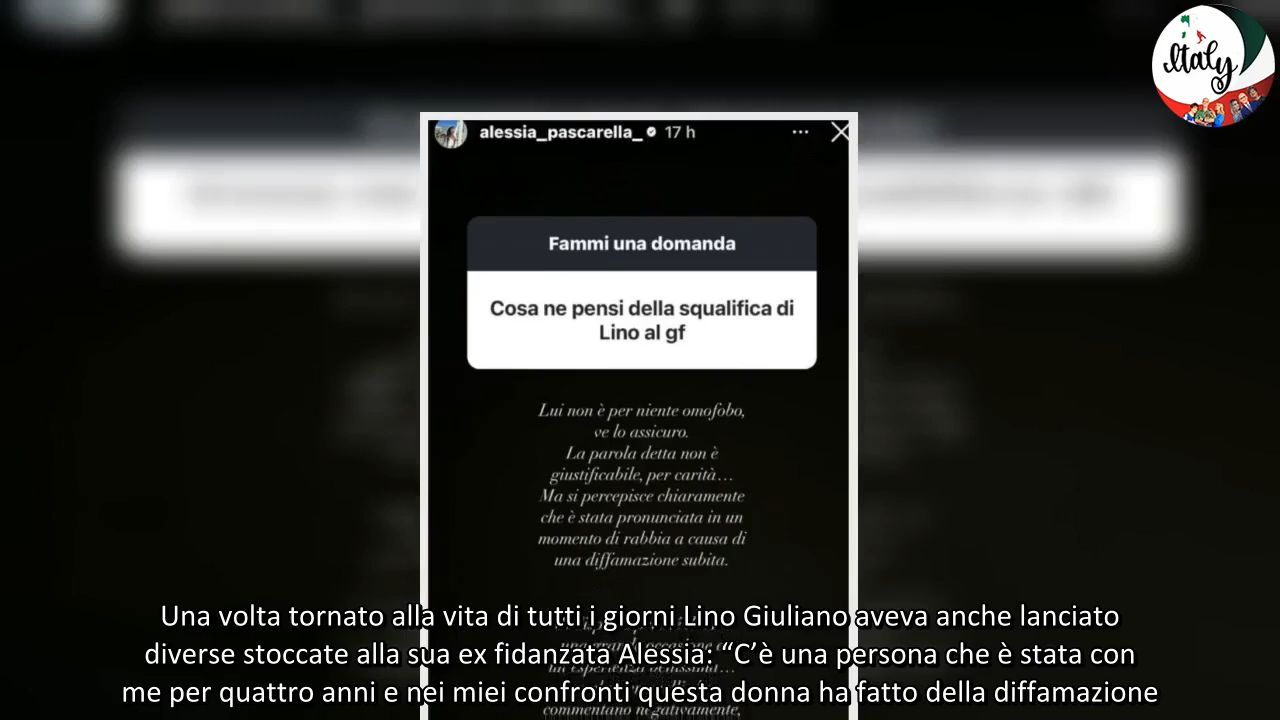 Italy
alessia_pascarella_ 17 h
Fammi una domanda
Cosa ne pensi della squalifica di
Lino al gf
Lui non è per niente omofobo,
ve lo assicuro.
La parola detta non è
giustificabile, per carità...
Ma si percepisce chiaramente
che è stata pronunciata in un
momento di rabbia a causa di
una diffamazione subita.
Una volta tornato alla vita di tutti i giorni Lino Giuliano aveva anche lanciato
diverse stoccate alla sua ex fidanzata Alessia: “C’è una persona che è stata con
me per quattro anni e nei miei confronti questa donna ha fatto della diffamazione
commentano negativamente,